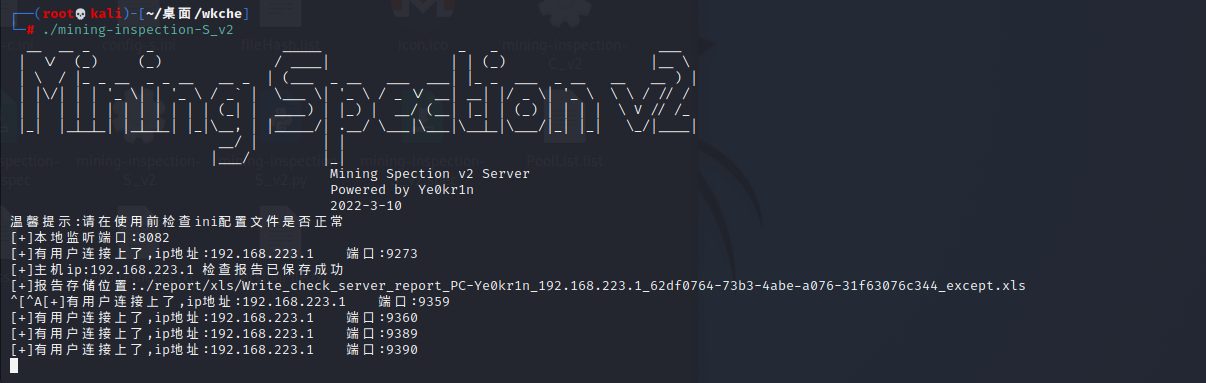 (root💀kali)-[~/桌面/wkche]
# ./mining-inspection-S_v2
MiningSpection v2
Mining Spection v2 Server
Powered by Ye0kr1n
2022-3-10
温馨提示:请在使用前检查ini配置文件是否正常
[+]本地监听端口:8082
[+]有用户连接上了,ip地址:192.168.223.1 端口:9273
[+]主机ip:192.168.223.1 检查报告已保存成功
[+]报告存储位置:./report/xls/Write_check_server_report_PC-Ye0kr1n_192.168.223.1_62df0764-73b3-4abe-a076-31f63076c344_except.xls
^[^A[+]有用户连接上了,ip地址:192.168.223.1 端口:9359
[+]有用户连接上了,ip地址:192.168.223.1 端口:9360
[+]有用户连接上了,ip地址:192.168.223.1 端口:9389
[+]有用户连接上了,ip地址:192.168.223.1 端口:9390